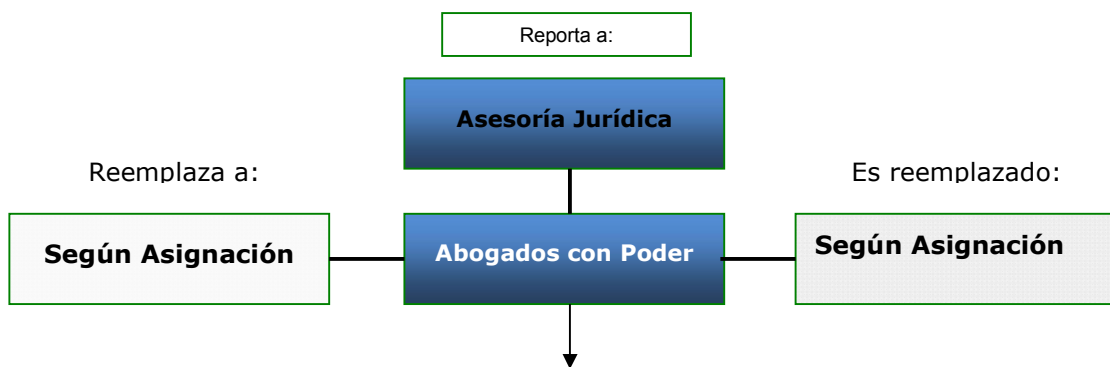 Reporta a:
Asesoría Jurídica
Reemplaza a:
Es reemplazado:
Según Asignación
Abogados con Poder
Según Asignación